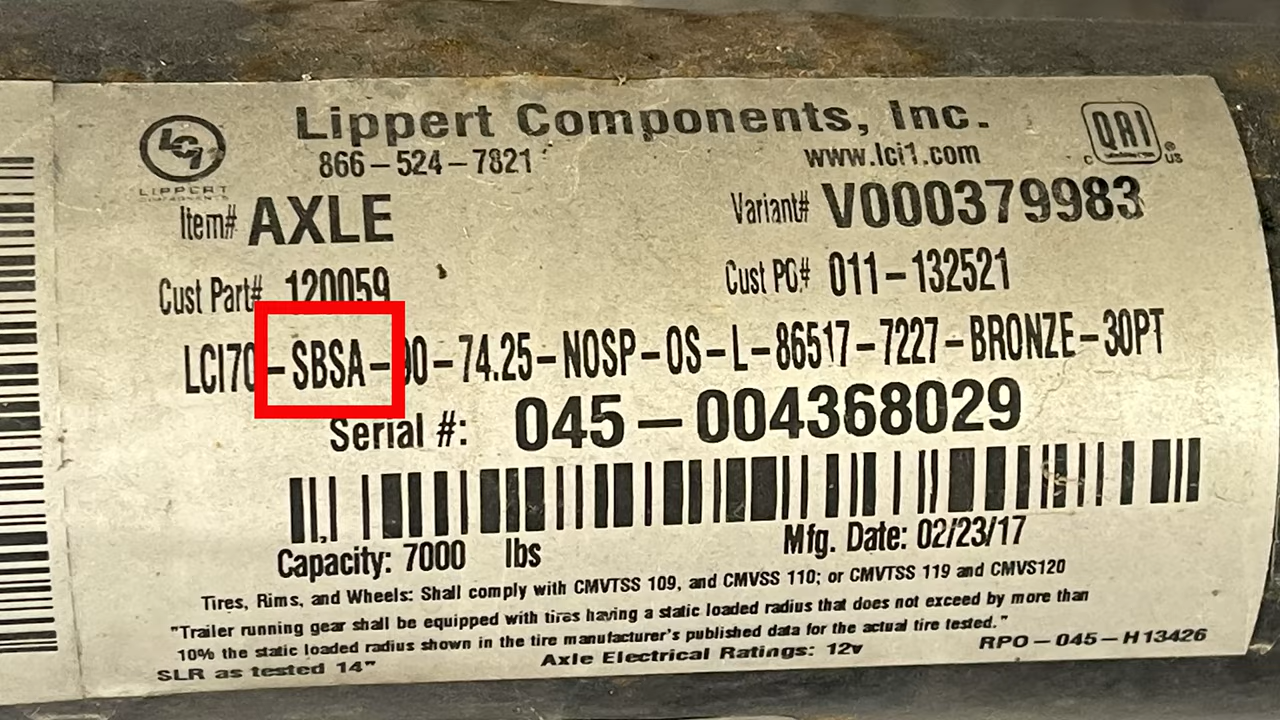 Lippert Components, Inc.
LCI
866-524-7821
www.lci1.com
QAI
C ® US
LIPPERT
COMPONENTS
Item# AXLE
Variant# V000379983
Cust Part# 120059
Cust PO# 011-132521
LCI70-SBSA-90-74.25-NOSP-OS-L-86517-7227-BRONZE-30PT
Serial #: 045-004368029
Capacity: 7000 lbs
Mfg. Date: 02/23/17
Tires, Rims, and Wheels: Shall comply with CMVTSS 109, and CMVSS 110; or CMVTSS 119 and CMVS120
"Trailer running gear shall be equipped with tires having a static loaded radius that does not exceed by more than
10% the static loaded radius shown in the tire manufacturer's published data for the actual tire tested."
SLR as tested 14"
Axle Electrical Ratings: 12v
RPO-045-H13426